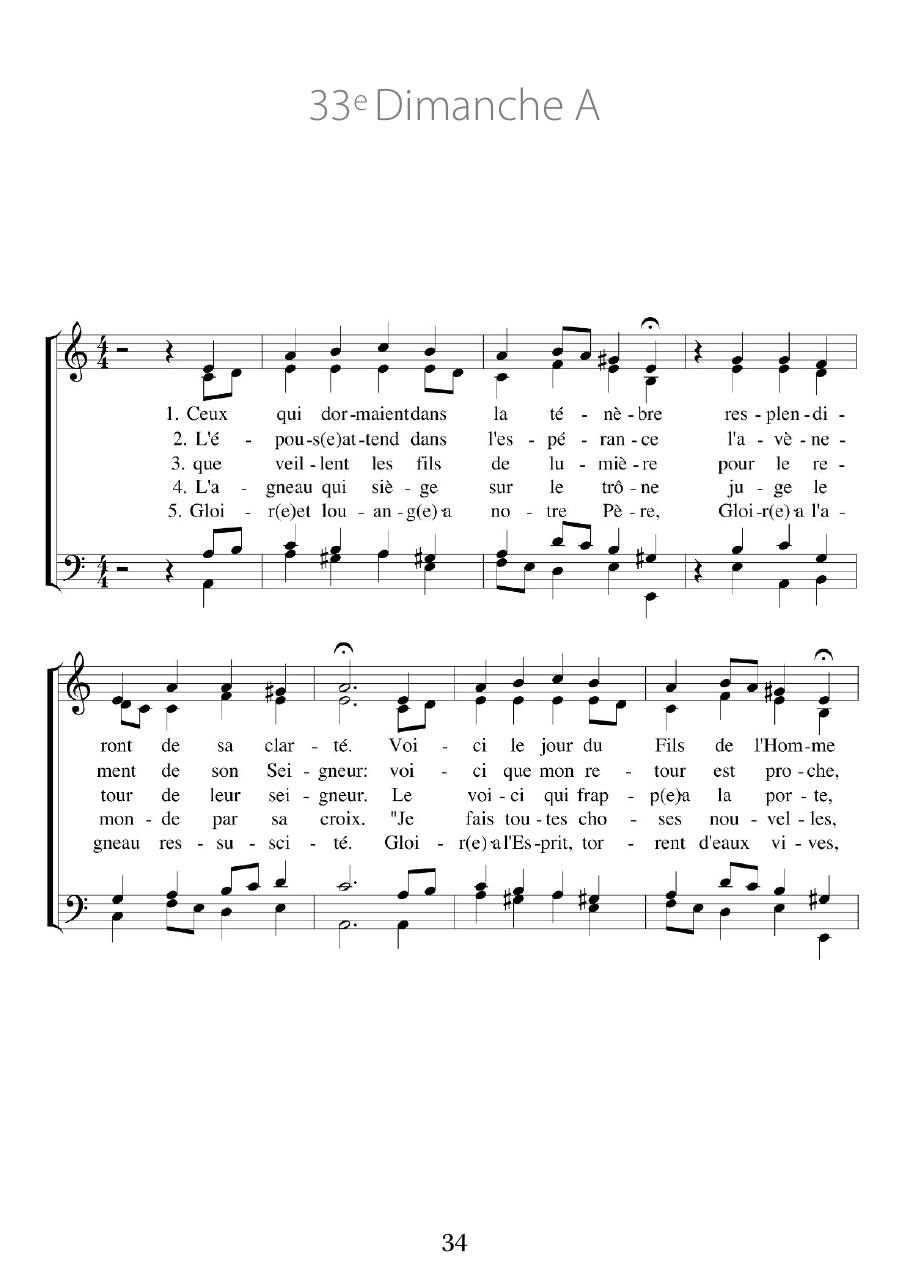 33e Dimanche A
4
4
1. Ceux qui dor-maient dans la té - nè - bre res - plen - di -
2. L'é - pou-s(e)at-tend dans l'es - pé - ran - ce l'a - vè - ne -
3. que veil - lent les fils de lu - miè - re pour le re -
4. L'a - gneau qui siè - ge sur le trô - ne ju - ge le
5. Gloi - r(e)et lou - an - g(e) a no - tre Pè - re, Gloi - r(e) a l'a -
4
4
ront de sa clar - té. Voi - ci le jour du Fils de l'Hom - me
ment de son Sei - gneur: voi - ci que mon re - tour est pro - che,
tour de leur sei - gneur. Le voi - ci qui frap - p(e)a la por - te,
mon - de par sa croix. "Je fais tou - tes cho - ses nou - vel - les,
gneau res - su - sci - té. Gloi - r(e) a l'Es-prit, tor - rent d'eaux vi - ves,
34